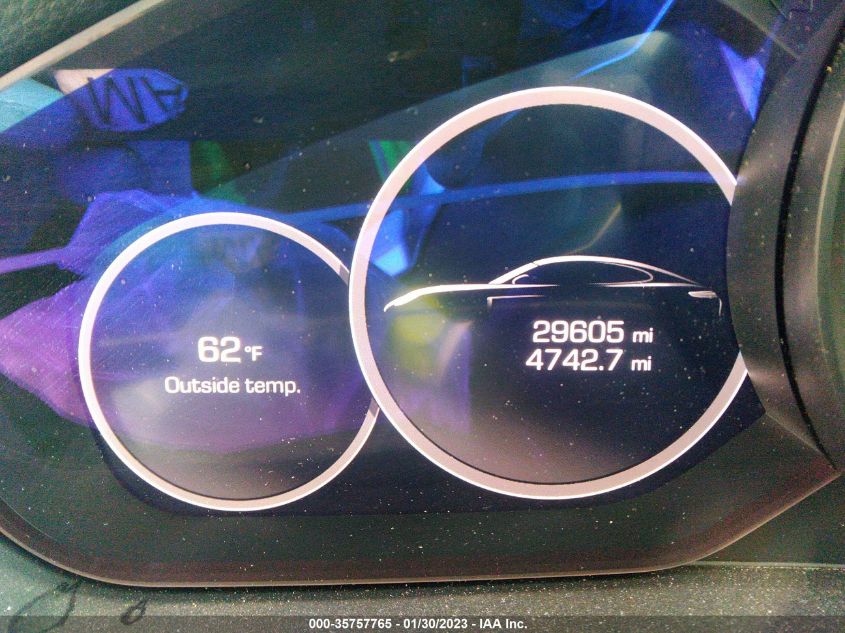 62 °F
Outside temp.
29605 mi
4742.7 mi
000-35757765 - 01/30/2023 - IAA Inc.